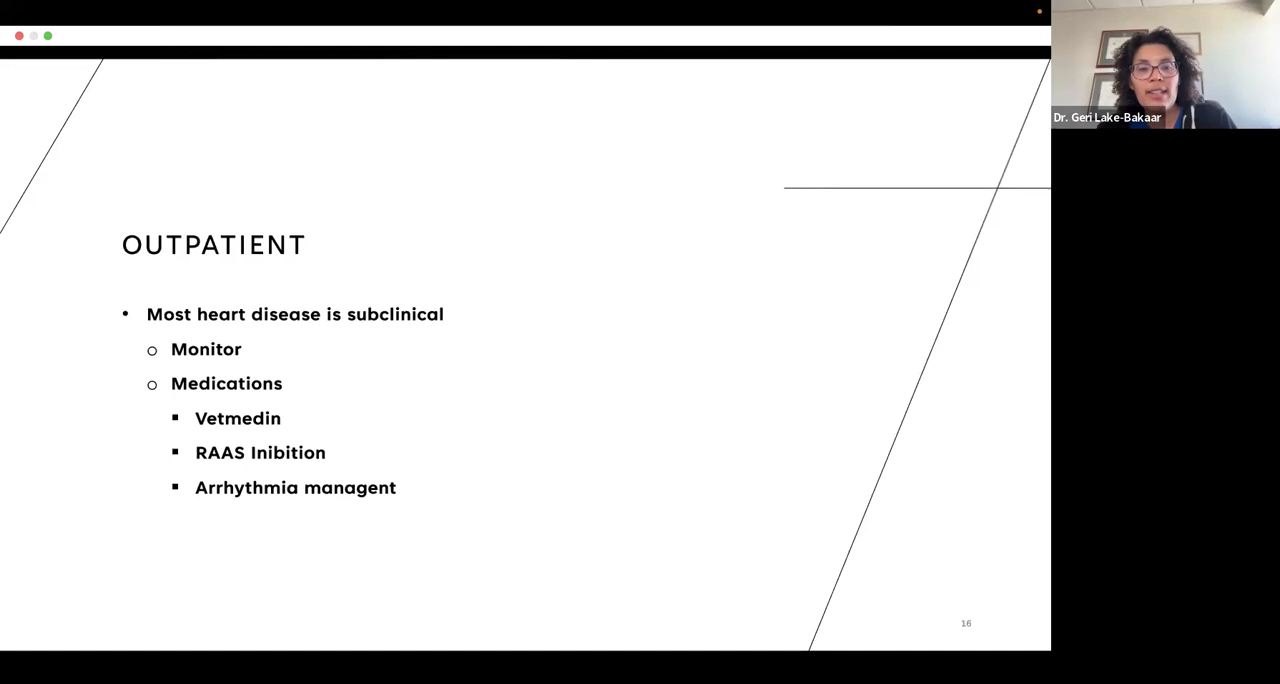 Dr. Geri Lake-Bakaar
OUTPATIENT
• Most heart disease is subclinical
o Monitor
o Medications
▪ Vetmedin
▪ RAAS Inibition
▪ Arrhythmia managent
16